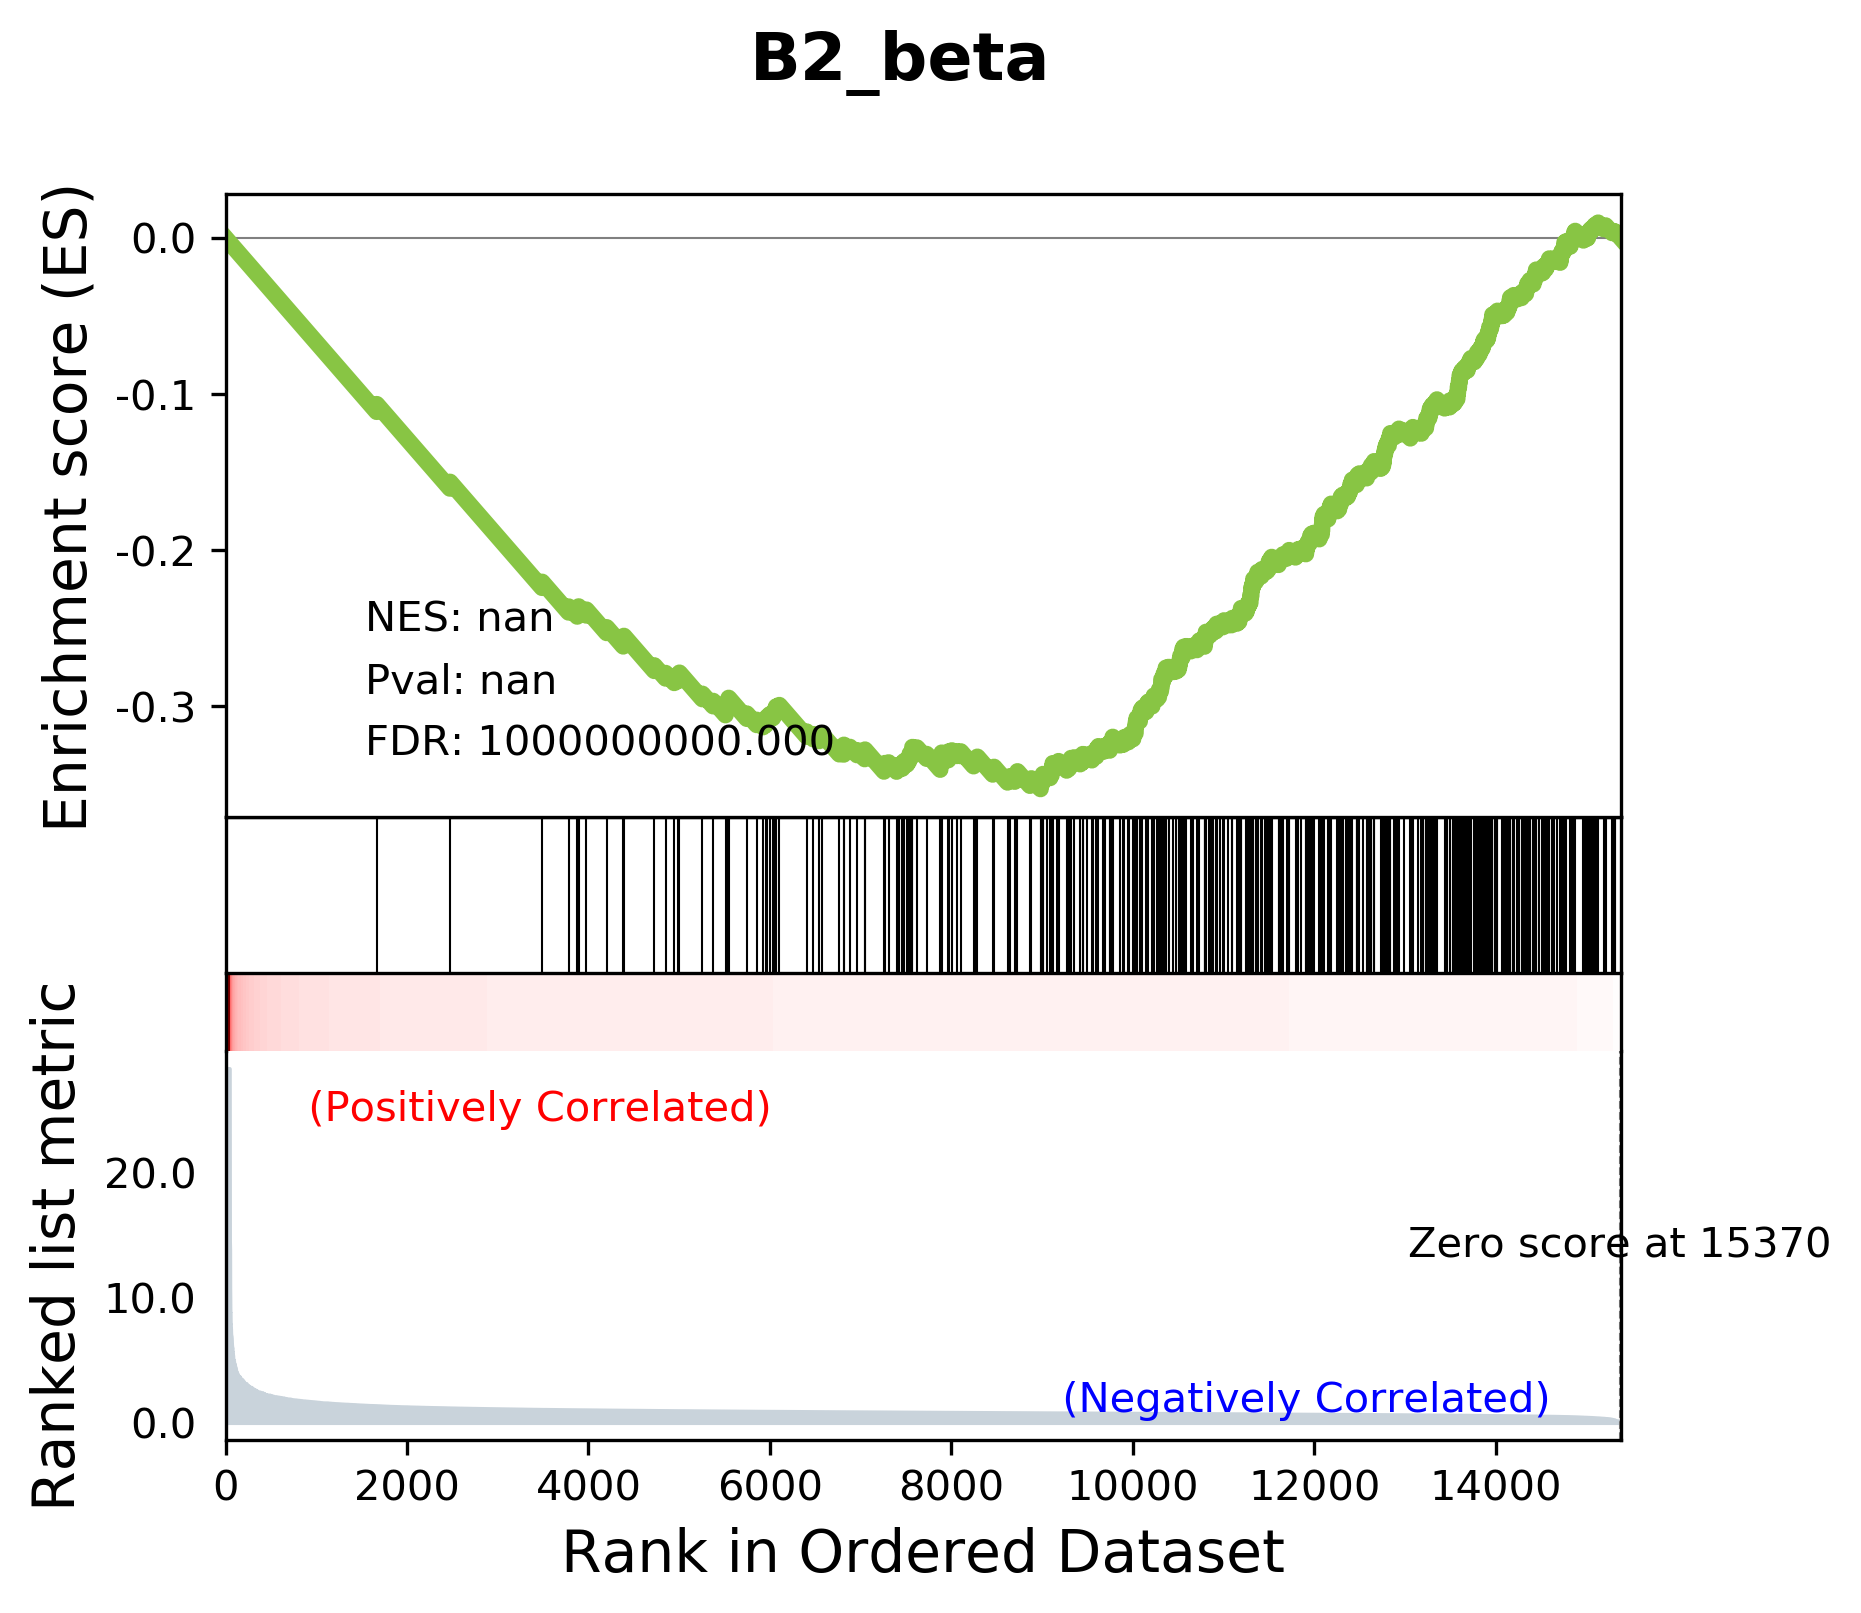 B2_beta
Enrichment score (ES)
0.0
-0.1
-0.2
-0.3
NES: nan
Pval: nan
FDR: 1000000000.000
Ranked list metric
(Positively Correlated)
20.0
Zero score at 15370
10.0
(Negatively Correlated)
0.0
0 2000 4000 6000 8000 10000 12000 14000
Rank in Ordered Dataset